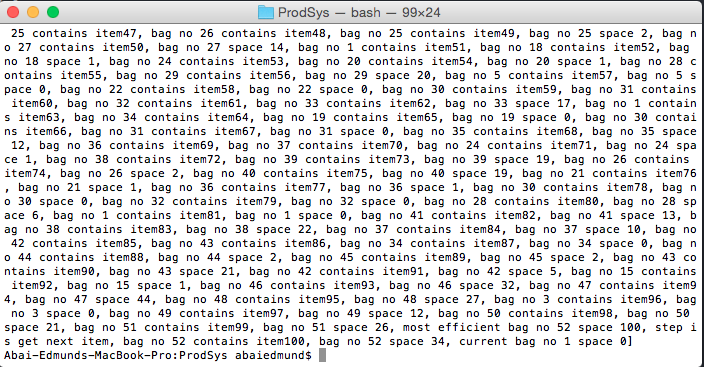 ProdSys — bash — 99×24
 25 contains item47, bag no 26 contains item48, bag no 25 contains item49, bag no 25 space 2, bag n
o 27 contains item50, bag no 27 space 14, bag no 1 contains item51, bag no 18 contains item52, bag
no 18 space 1, bag no 24 contains item53, bag no 20 contains item54, bag no 20 space 1, bag no 28 c
ontains item55, bag no 29 contains item56, bag no 29 space 20, bag no 5 contains item57, bag no 5 s
pace 0, bag no 22 contains item58, bag no 22 space 0, bag no 30 contains item59, bag no 31 contains
 item60, bag no 32 contains item61, bag no 33 contains item62, bag no 33 space 17, bag no 1 contain
s item63, bag no 34 contains item64, bag no 19 contains item65, bag no 19 space 0, bag no 30 contai
ns item66, bag no 31 contains item67, bag no 31 space 0, bag no 35 contains item68, bag no 35 space
 12, bag no 36 contains item69, bag no 37 contains item70, bag no 24 contains item71, bag no 24 spa
ce 1, bag no 38 contains item72, bag no 39 contains item73, bag no 39 space 19, bag no 26 contains
item74, bag no 26 space 2, bag no 40 contains item75, bag no 40 space 19, bag no 21 contains item76
, bag no 21 space 1, bag no 36 contains item77, bag no 36 space 1, bag no 30 contains item78, bag n
o 30 space 0, bag no 32 contains item79, bag no 32 space 0, bag no 28 contains item80, bag no 28 sp
ace 6, bag no 1 contains item81, bag no 1 space 0, bag no 41 contains item82, bag no 41 space 13, b
ag no 38 contains item83, bag no 38 space 22, bag no 37 contains item84, bag no 37 space 10, bag no
 42 contains item85, bag no 43 contains item86, bag no 34 contains item87, bag no 34 space 0, bag n
o 44 contains item88, bag no 44 space 2, bag no 45 contains item89, bag no 45 space 2, bag no 43 co
ntains item90, bag no 43 space 21, bag no 42 contains item91, bag no 42 space 5, bag no 15 contains
 item92, bag no 15 space 1, bag no 46 contains item93, bag no 46 space 32, bag no 47 contains item9
4, bag no 47 space 44, bag no 48 contains item95, bag no 48 space 27, bag no 3 contains item96, bag
 no 3 space 0, bag no 49 contains item97, bag no 49 space 12, bag no 50 contains item98, bag no 50
space 21, bag no 51 contains item99, bag no 51 space 26, most efficient bag no 52 space 100, step i
s get next item, bag no 52 contains item100, bag no 52 space 34, current bag no 1 space 0]
Abai-Edmunds-MacBook-Pro:ProdSys abaiedmund$